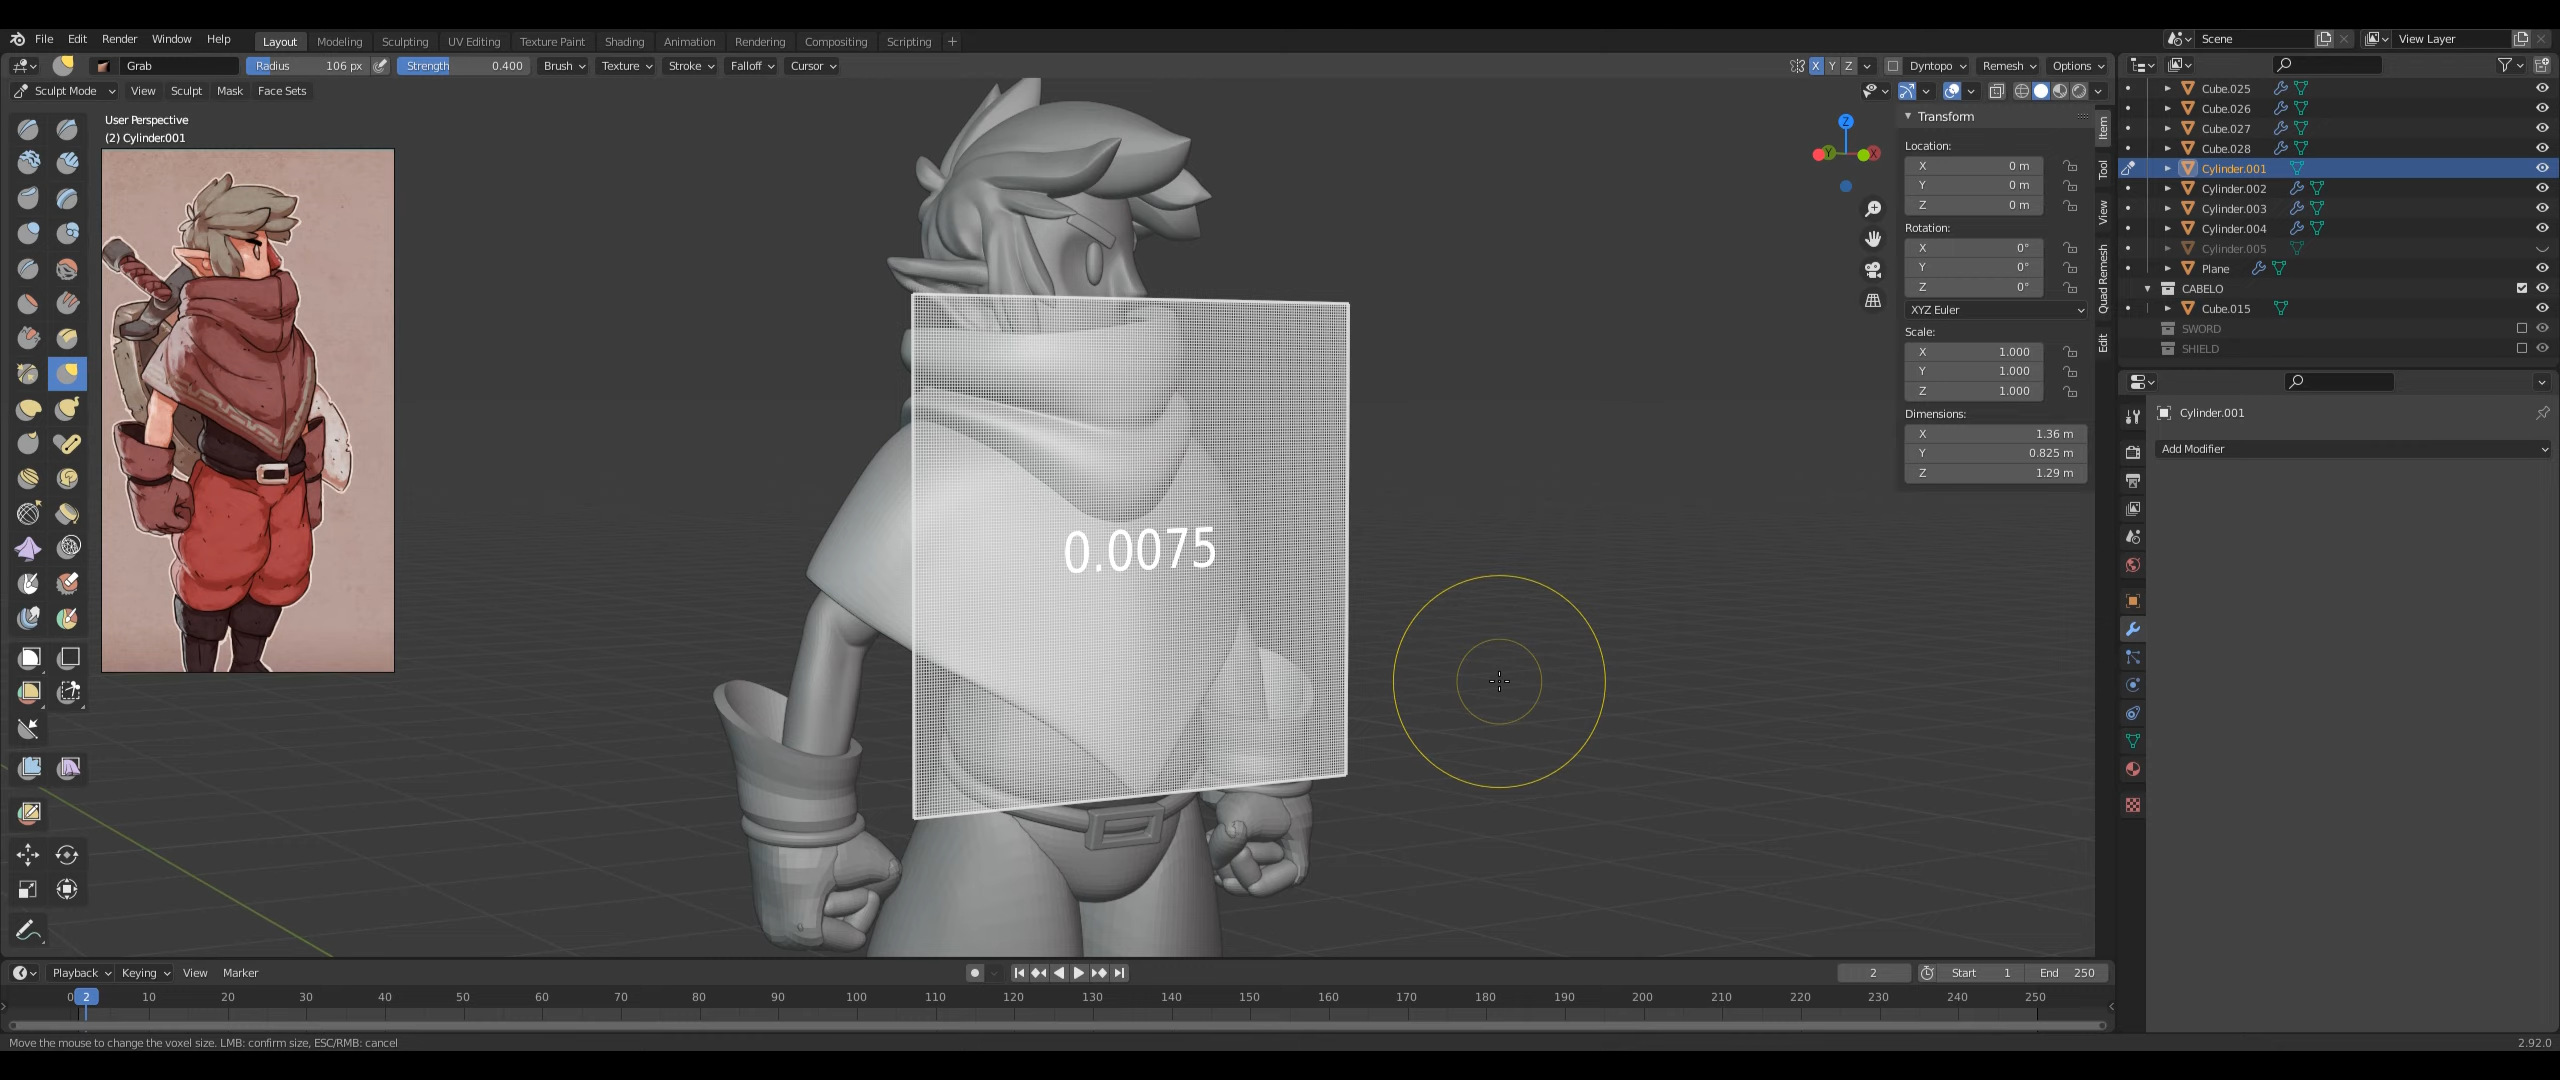 File Edit Render Window Help Layout Modeling Sculpting UV Editing Texture Paint Shading Animation Rendering Compositing Scripting + Scene View Layer
Grab Radius 106 px Strength 0.400 Brush Texture Stroke Falloff Cursor X Y Z Dyntopo Remesh Options
Sculpt Mode View Sculpt Mask Face Sets
User Perspective
(2) Cylinder.001
0.0075
Z
Y
X
Transform
Location:
X 0 m
Y 0 m
Z 0 m
Rotation:
X 0°
Y 0°
Z 0°
XYZ Euler
Scale:
X 1.000
Y 1.000
Z 1.000
Dimensions:
X 1.36 m
Y 0.825 m
Z 1.29 m
Item
Tool
View
Quad Remesh
Edit
Cube.025
Cube.026
Cube.027
Cube.028
Cylinder.001
Cylinder.002
Cylinder.003
Cylinder.004
Cylinder.005
Plane
CABELO
Cube.015
SWORD
SHIELD
Cylinder.001
Add Modifier
Playback Keying View Marker 2 Start 1 End 250
0 2 10 20 30 40 50 60 70 80 90 100 110 120 130 140 150 160 170 180 190 200 210 220 230 240 250
Move the mouse to change the voxel size. LMB: confirm size, ESC/RMB: cancel 2.92.0